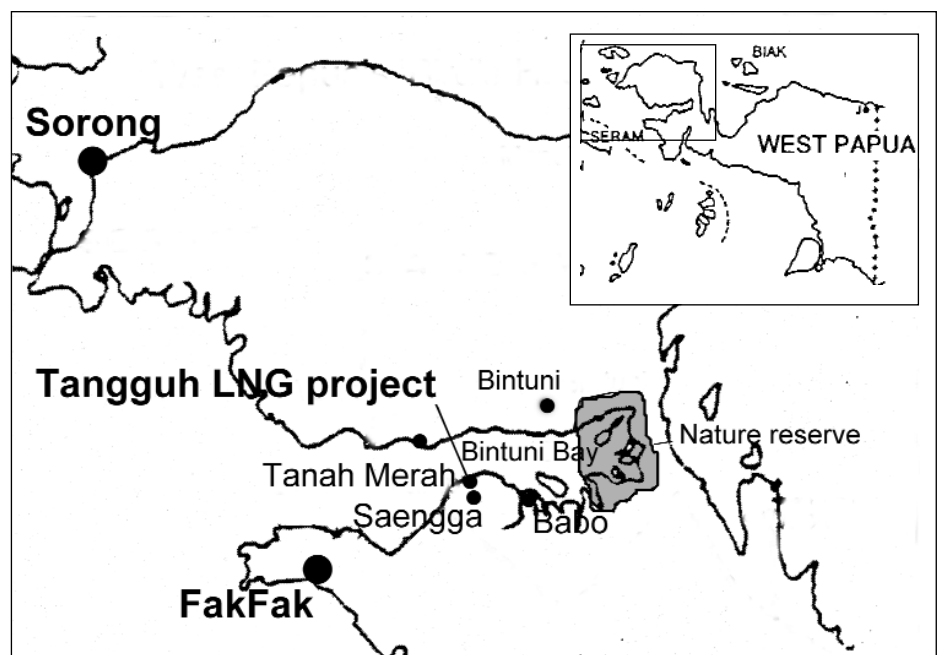 BIAK
Sorong
SERAM
WEST PAPUA
Tangguh LNG project
Bintuni
Nature reserve
Bintuni Bay
Tanah Merah
Saengga
Babo
FakFak